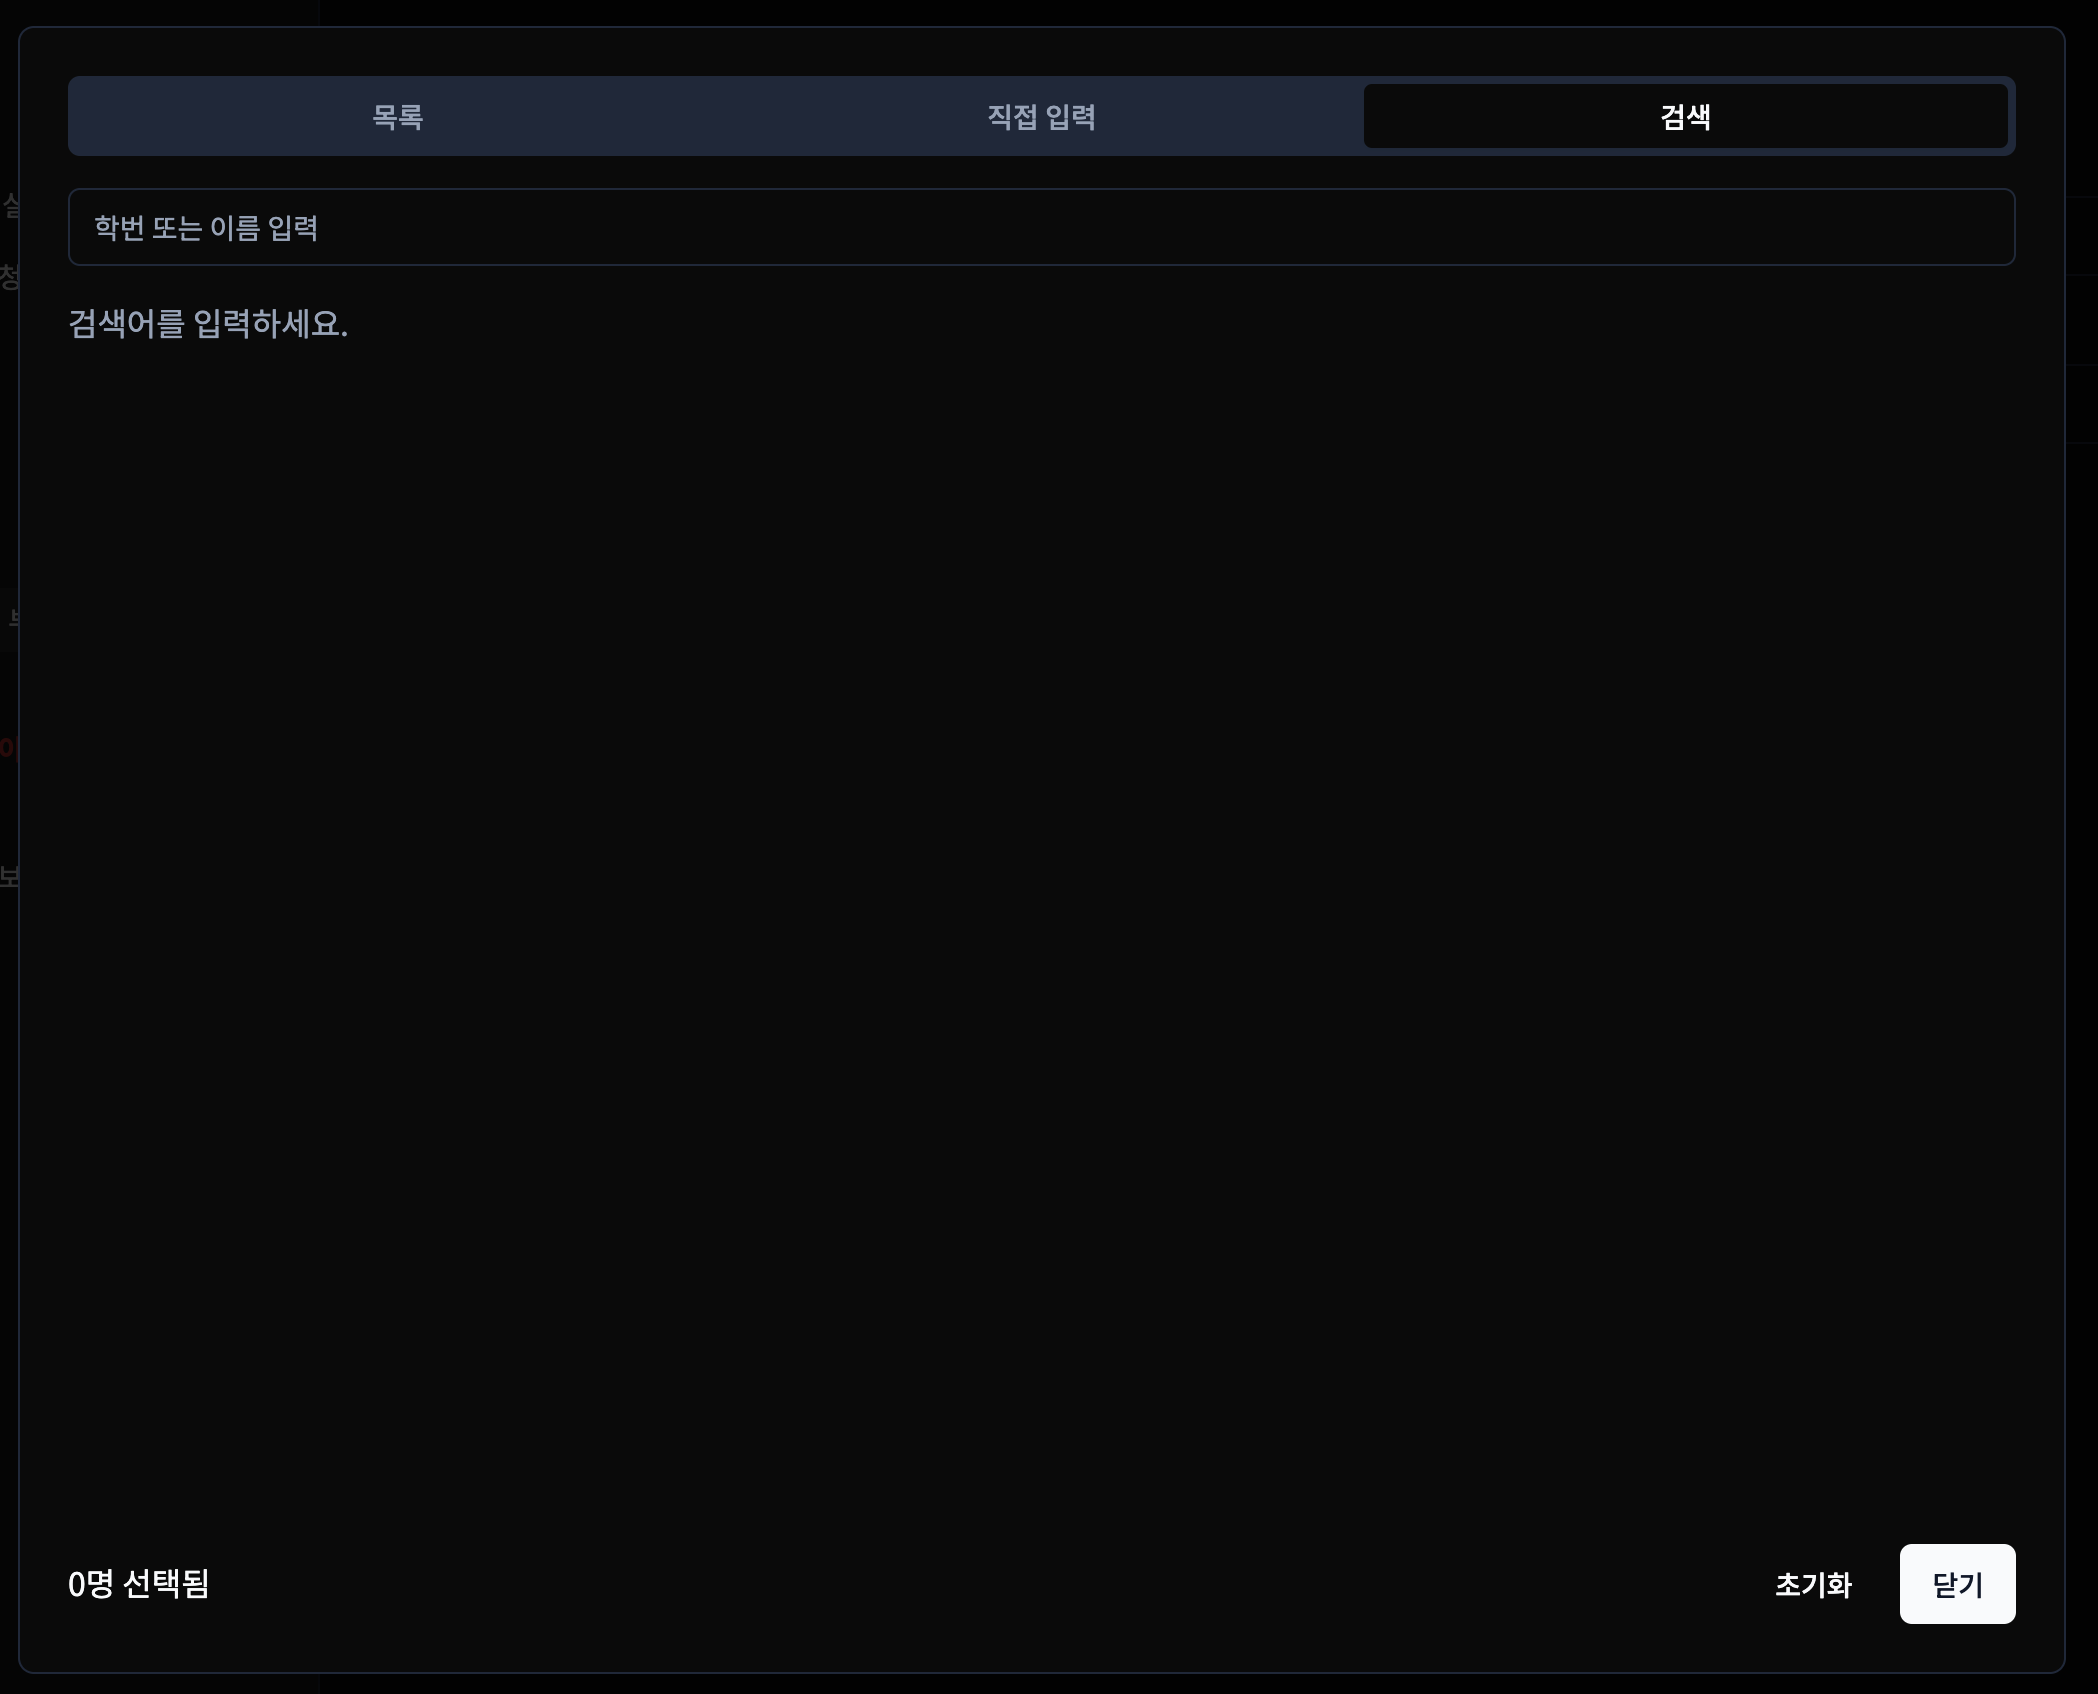 목록
직접 입력
검색
학번 또는 이름 입력
검색어를 입력하세요.
0명 선택됨
초기화
닫기